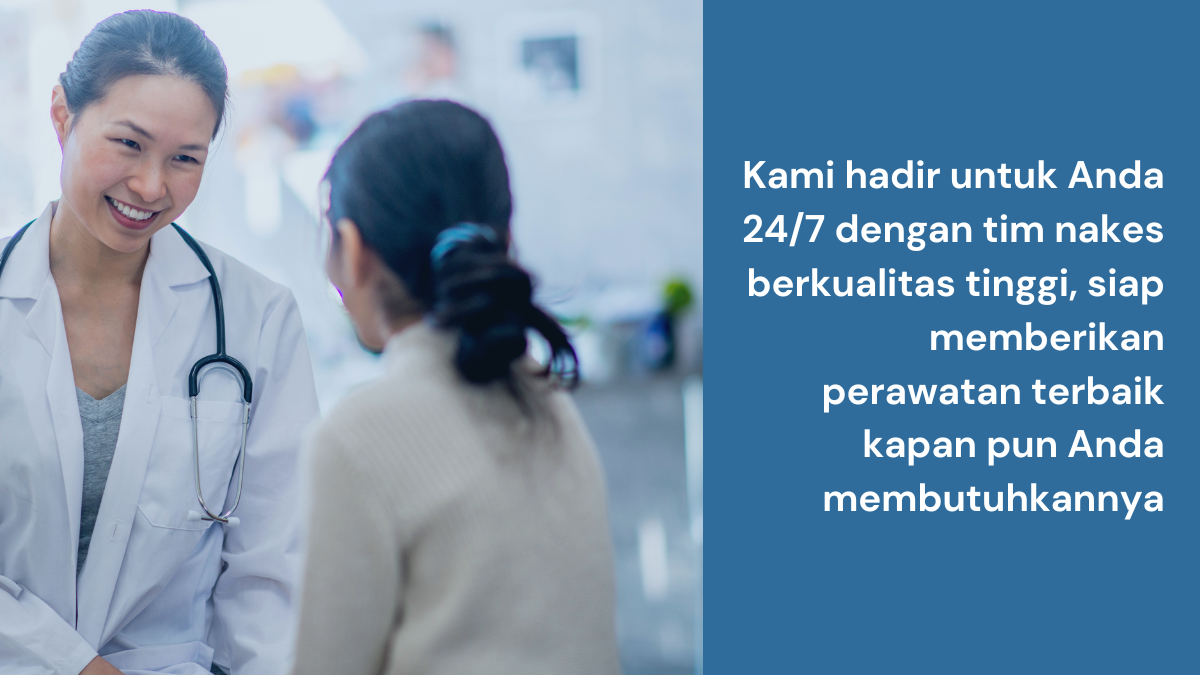 Kami hadir untuk Anda
24/7 dengan tim nakes
berkualitas tinggi, siap
memberikan
perawatan terbaik
kapan pun Anda
membutuhkannya